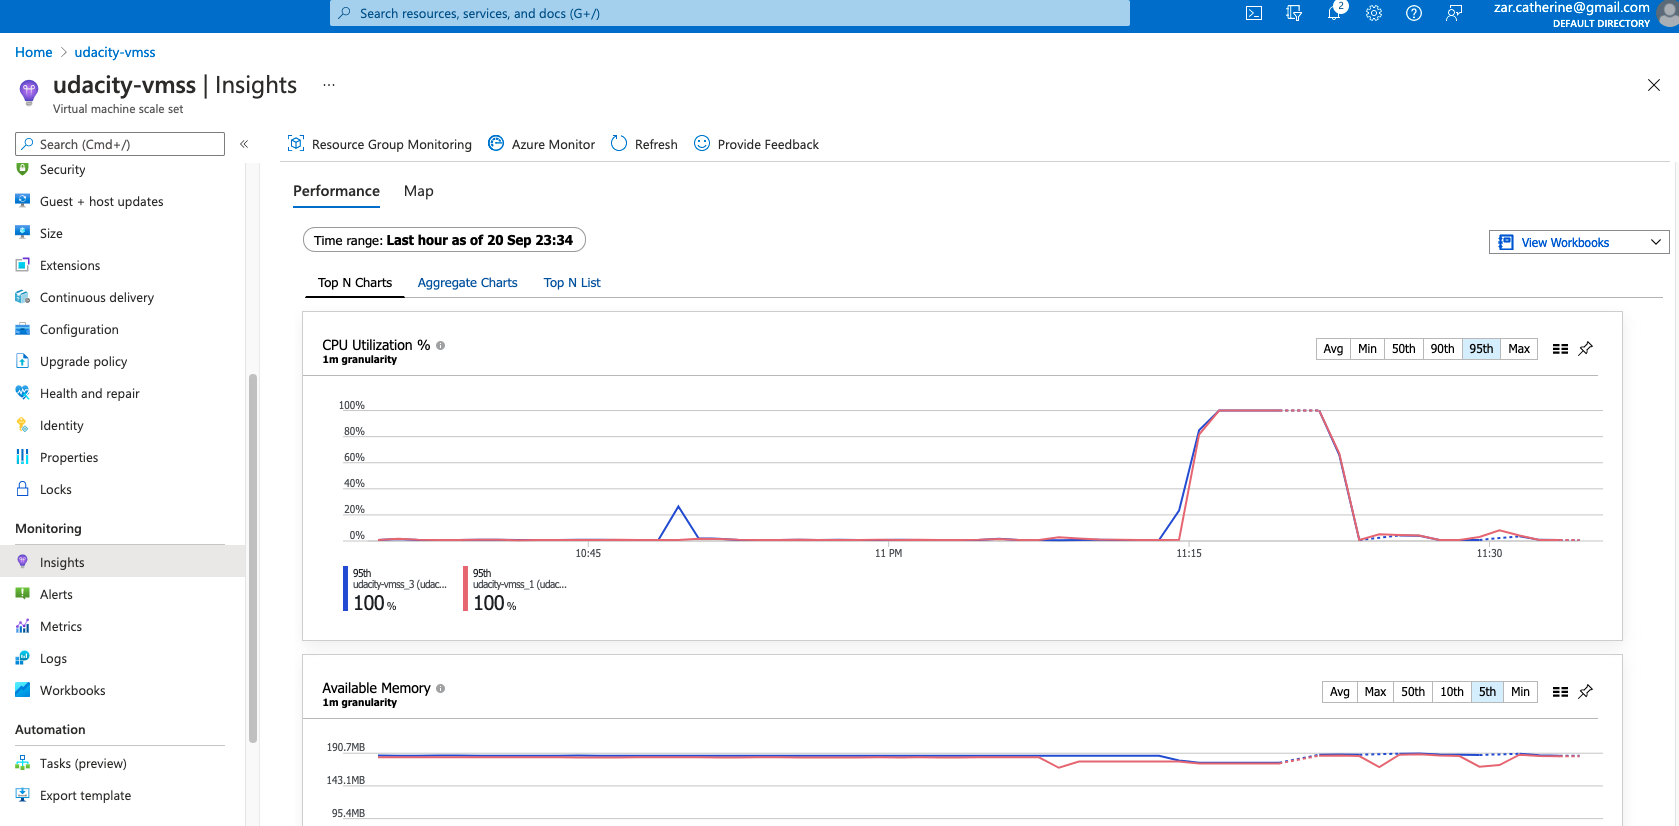 Search resources, services, and docs (G+/)
2
zar.catherine@gmail.com
DEFAULT DIRECTORY
Home > udacity-vmss
udacity-vmss | Insights ...
Virtual machine scale set
Search (Cmd+/)
«
Security
Guest + host updates
Size
Extensions
Continuous delivery
Configuration
Upgrade policy
Health and repair
Identity
Properties
Locks
Monitoring
Insights
Alerts
Metrics
Logs
Workbooks
Automation
Tasks (preview)
Export template
Resource Group Monitoring
Azure Monitor
Refresh
Provide Feedback
Performance
Map
Time range: Last hour as of 20 Sep 23:34
View Workbooks
Top N Charts
Aggregate Charts
Top N List
CPU Utilization %
1m granularity
Avg Min 50th 90th 95th Max
100%
80%
60%
40%
20%
0%
10:45
11 PM
11:15
11:30
95th
udacity-vmss_3 (udac...
100 %
95th
udacity-vmss_1 (udac...
100 %
Available Memory
1m granularity
Avg Max 50th 10th 5th Min
190.7MB
143.1MB
95.4MB